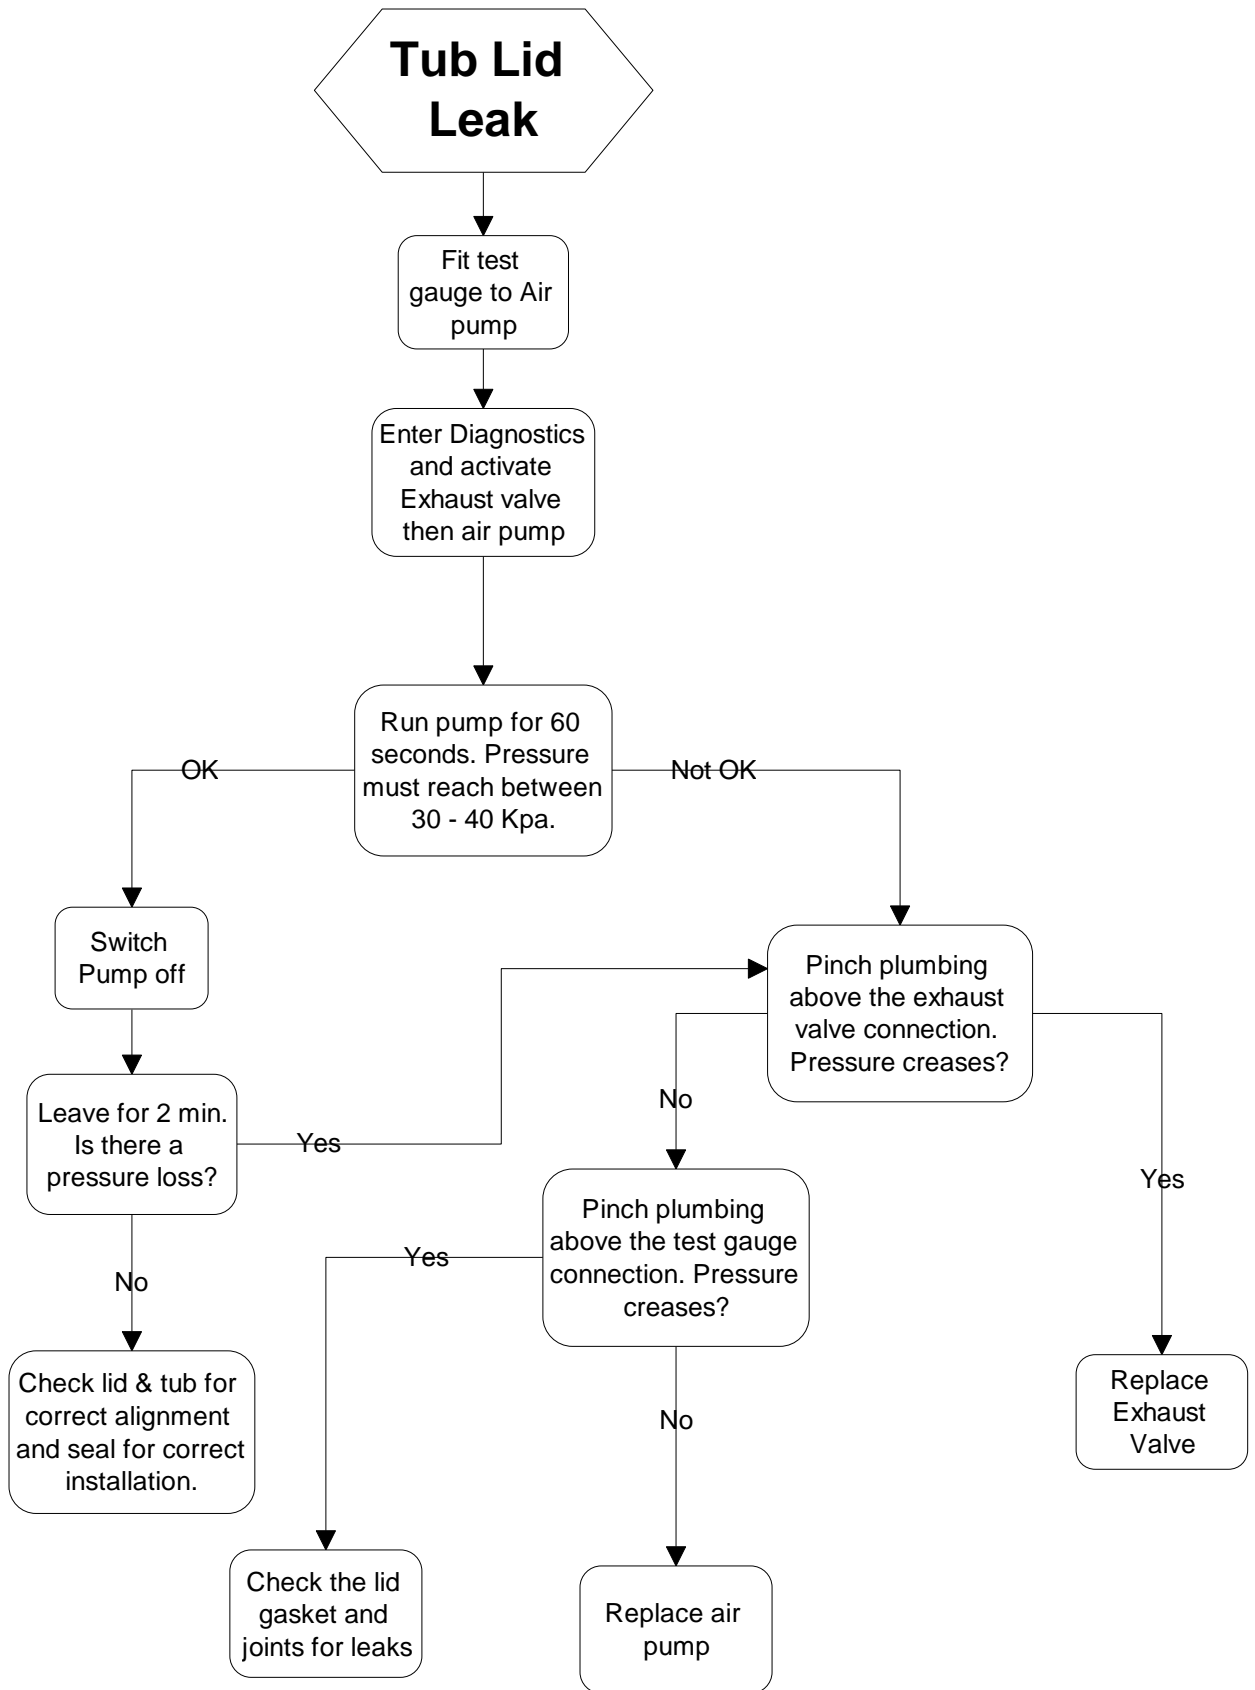 Tub Lid
Leak
Fit test
gauge to Air
pump
Enter Diagnostics
and activate
Exhaust valve
then air pump
Run pump for 60
seconds. Pressure
must reach between
30 - 40 Kpa.
OK
Not OK
Switch
Pump off
Pinch plumbing
above the exhaust
valve connection.
Pressure creases?
Leave for 2 min.
Is there a
pressure loss?
Yes
No
Yes
Pinch plumbing
above the test gauge
connection. Pressure
creases?
Yes
No
No
Check lid & tub for
correct alignment
and seal for correct
installation.
Replace
Exhaust
Valve
Check the lid
gasket and
joints for leaks
Replace air
pump